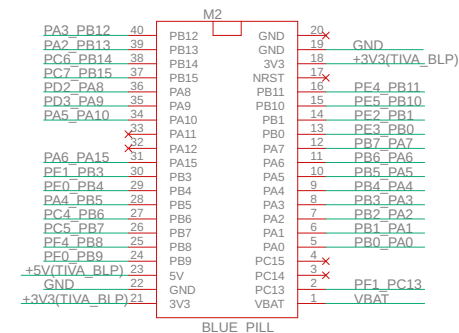 M2
PA3_PB12 40 PB12 GND 20
PA2_PB13 39 PB13 GND 19 GND
PC6_PB14 38 PB14 3V3 18 +3V3(TIVA_BLP)
PC7_PB15 37 PB15 NRST 17
PD2_PA8 36 PA8 PB11 16 PE4_PB11
PD3_PA9 35 PA9 PB10 15 PE5_PB10
PA5_PA10 34 PA10 PB1 14 PE2_PB1
33 PA11 PB0 13 PE3_PB0
32 PA12 PA7 12 PB7_PA7
PA6_PA15 31 PA15 PA6 11 PB6_PA6
PE1_PB3 30 PB3 PA5 10 PB5_PA5
PE0_PB4 29 PB4 PA4 9 PB4_PA4
PA4_PB5 28 PB5 PA3 8 PB3_PA3
PC4_PB6 27 PB6 PA2 7 PB2_PA2
PC5_PB7 26 PB7 PA1 6 PB1_PA1
PF4_PB8 25 PB8 PA0 5 PB0_PA0
PF0_PB9 24 PB9 PC15 4
+5V(TIVA_BLP) 23 5V PC14 3
GND 22 GND PC13 2 PF1_PC13
+3V3(TIVA_BLP) 21 3V3 VBAT 1 VBAT
BLUE_PILL